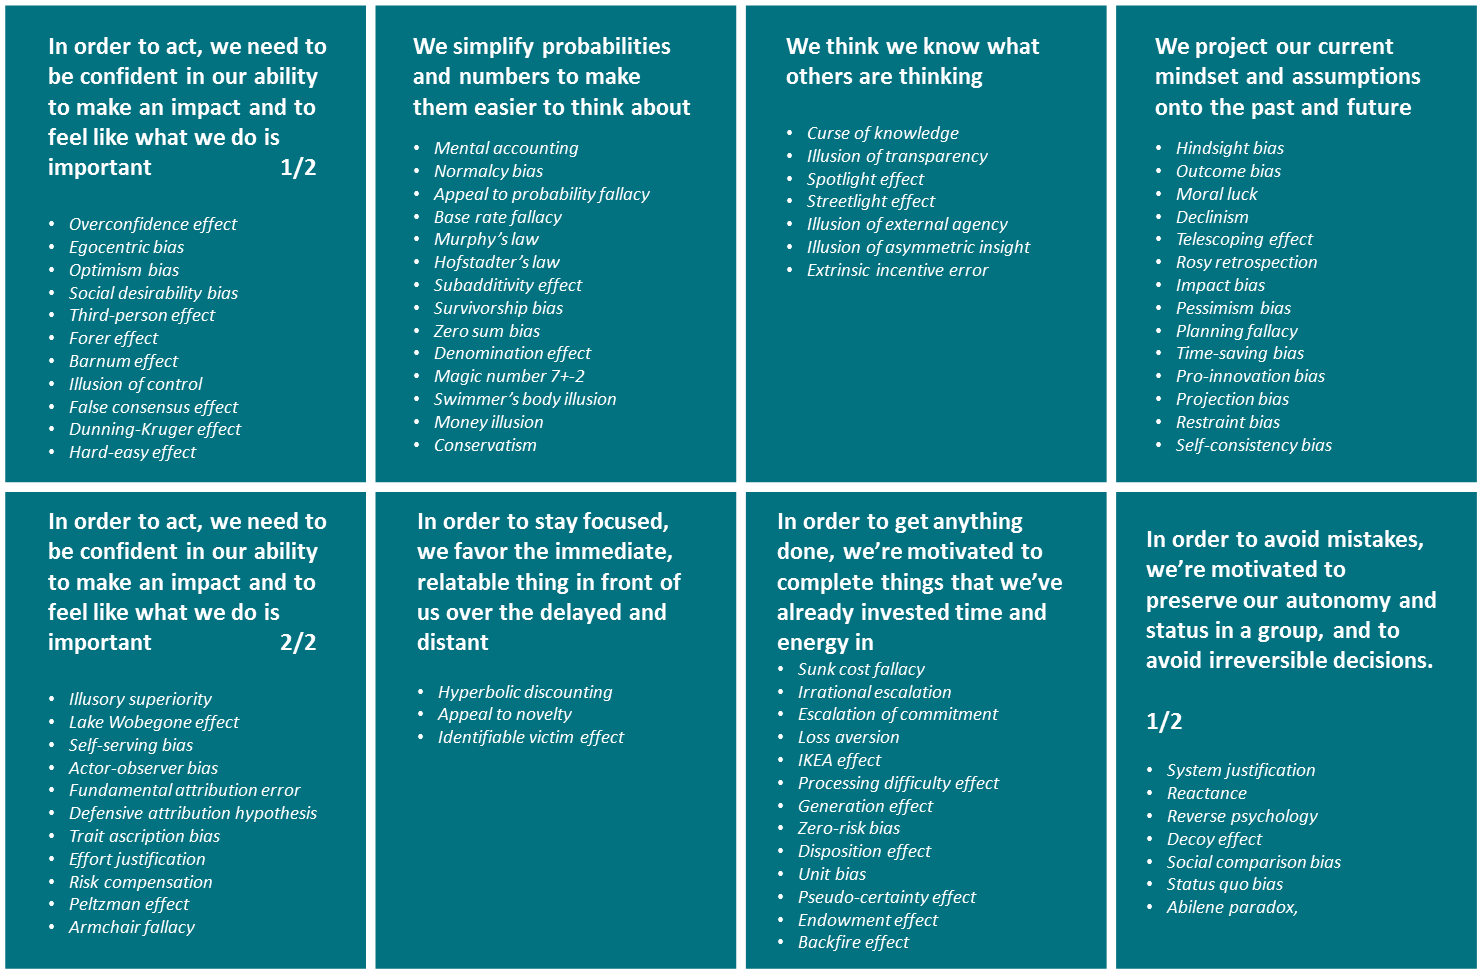 In order to act, we need to
be confident in our ability
to make an impact and to
feel like what we do is
important 1/2
• Overconfidence effect
• Egocentric bias
• Optimism bias
• Social desirability bias
• Third-person effect
• Forer effect
• Barnum effect
• Illusion of control
• False consensus effect
• Dunning-Kruger effect
• Hard-easy effect
We simplify probabilities
and numbers to make
them easier to think about
• Mental accounting
• Normalcy bias
• Appeal to probability fallacy
• Base rate fallacy
• Murphy’s law
• Hofstadter’s law
• Subadditivity effect
• Survivorship bias
• Zero sum bias
• Denomination effect
• Magic number 7+-2
• Swimmer’s body illusion
• Money illusion
• Conservatism
We think we know what
others are thinking
• Curse of knowledge
• Illusion of transparency
• Spotlight effect
• Streetlight effect
• Illusion of external agency
• Illusion of asymmetric insight
• Extrinsic incentive error
We project our current
mindset and assumptions
onto the past and future
• Hindsight bias
• Outcome bias
• Moral luck
• Declinism
• Telescoping effect
• Rosy retrospection
• Impact bias
• Pessimism bias
• Planning fallacy
• Time-saving bias
• Pro-innovation bias
• Projection bias
• Restraint bias
• Self-consistency bias
In order to act, we need to
be confident in our ability
to make an impact and to
feel like what we do is
important 2/2
• Illusory superiority
• Lake Wobegone effect
• Self-serving bias
• Actor-observer bias
• Fundamental attribution error
• Defensive attribution hypothesis
• Trait ascription bias
• Effort justification
• Risk compensation
• Peltzman effect
• Armchair fallacy
In order to stay focused,
we favor the immediate,
relatable thing in front of
us over the delayed and
distant
• Hyperbolic discounting
• Appeal to novelty
• Identifiable victim effect
In order to get anything
done, we’re motivated to
complete things that we’ve
already invested time and
energy in
• Sunk cost fallacy
• Irrational escalation
• Escalation of commitment
• Loss aversion
• IKEA effect
• Processing difficulty effect
• Generation effect
• Zero-risk bias
• Disposition effect
• Unit bias
• Pseudo-certainty effect
• Endowment effect
• Backfire effect
In order to avoid mistakes,
we’re motivated to
preserve our autonomy and
status in a group, and to
avoid irreversible decisions.
1/2
• System justification
• Reactance
• Reverse psychology
• Decoy effect
• Social comparison bias
• Status quo bias
• Abilene paradox,